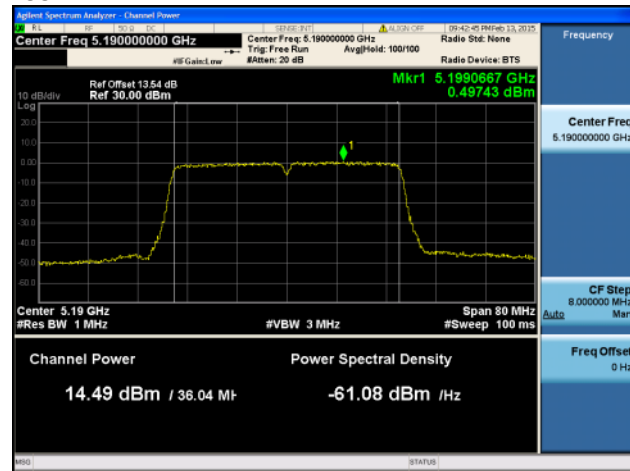 Agilent Spectrum Analyzer - Channel Power
RL RF 50 Ω DC SENSE:INT ALIGN OFF 09:42:45 PM Feb 13, 2015
Center Freq 5.190000000 GHz
Center Freq: 5.190000000 GHz
Radio Std: None
Trig: Free Run Avg|Hold: 100/100
#IFGain:Low #Atten: 20 dB Radio Device: BTS
Ref Offset 13.54 dB
10 dB/div Ref 30.00 dBm
Mkr1 5.1990667 GHz
0.49743 dBm
Log
20.0
10.0
0.00
-10.0
-20.0
-30.0
-40.0
-50.0
-60.0
1
Center 5.19 GHz Span 80 MHz
#Res BW 1 MHz #VBW 3 MHz #Sweep 100 ms
Channel Power Power Spectral Density
14.49 dBm / 36.04 MH -61.08 dBm /Hz
MSG STATUS
Frequency
Center Freq
5.190000000 GHz
CF Step
8.000000 MHz
Auto Man
Freq Offset
0 Hz